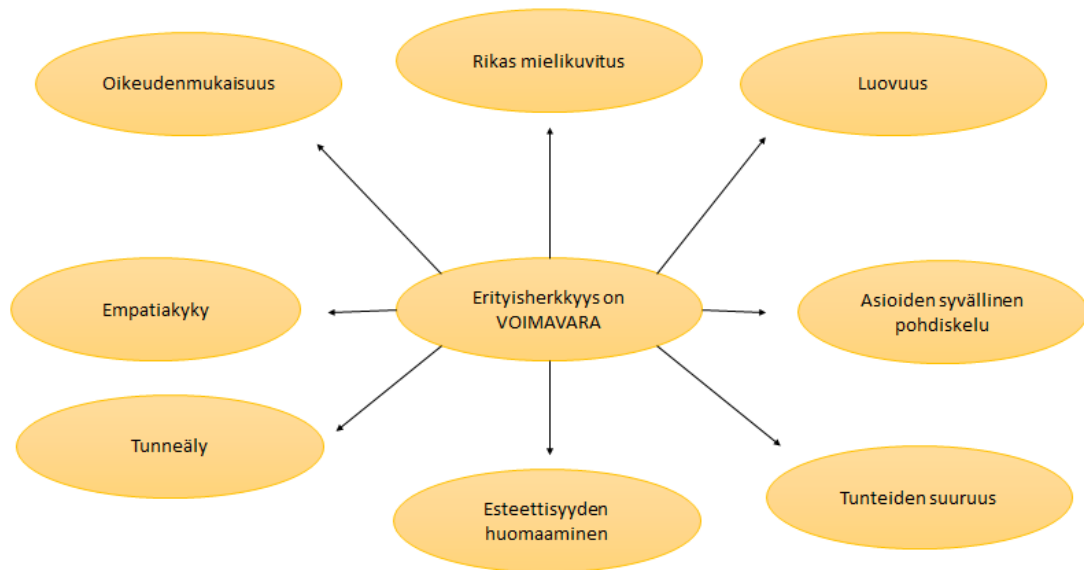 Oikeudenmukaisuus
Rikas mielikuvitus
Luovuus
Empatiakyky
Erityisherkkyys on
VOIMAVARA
Asioiden syvällinen
pohdiskelu
Tunneäly
Esteettisyyden
huomaaminen
Tunteiden suuruus